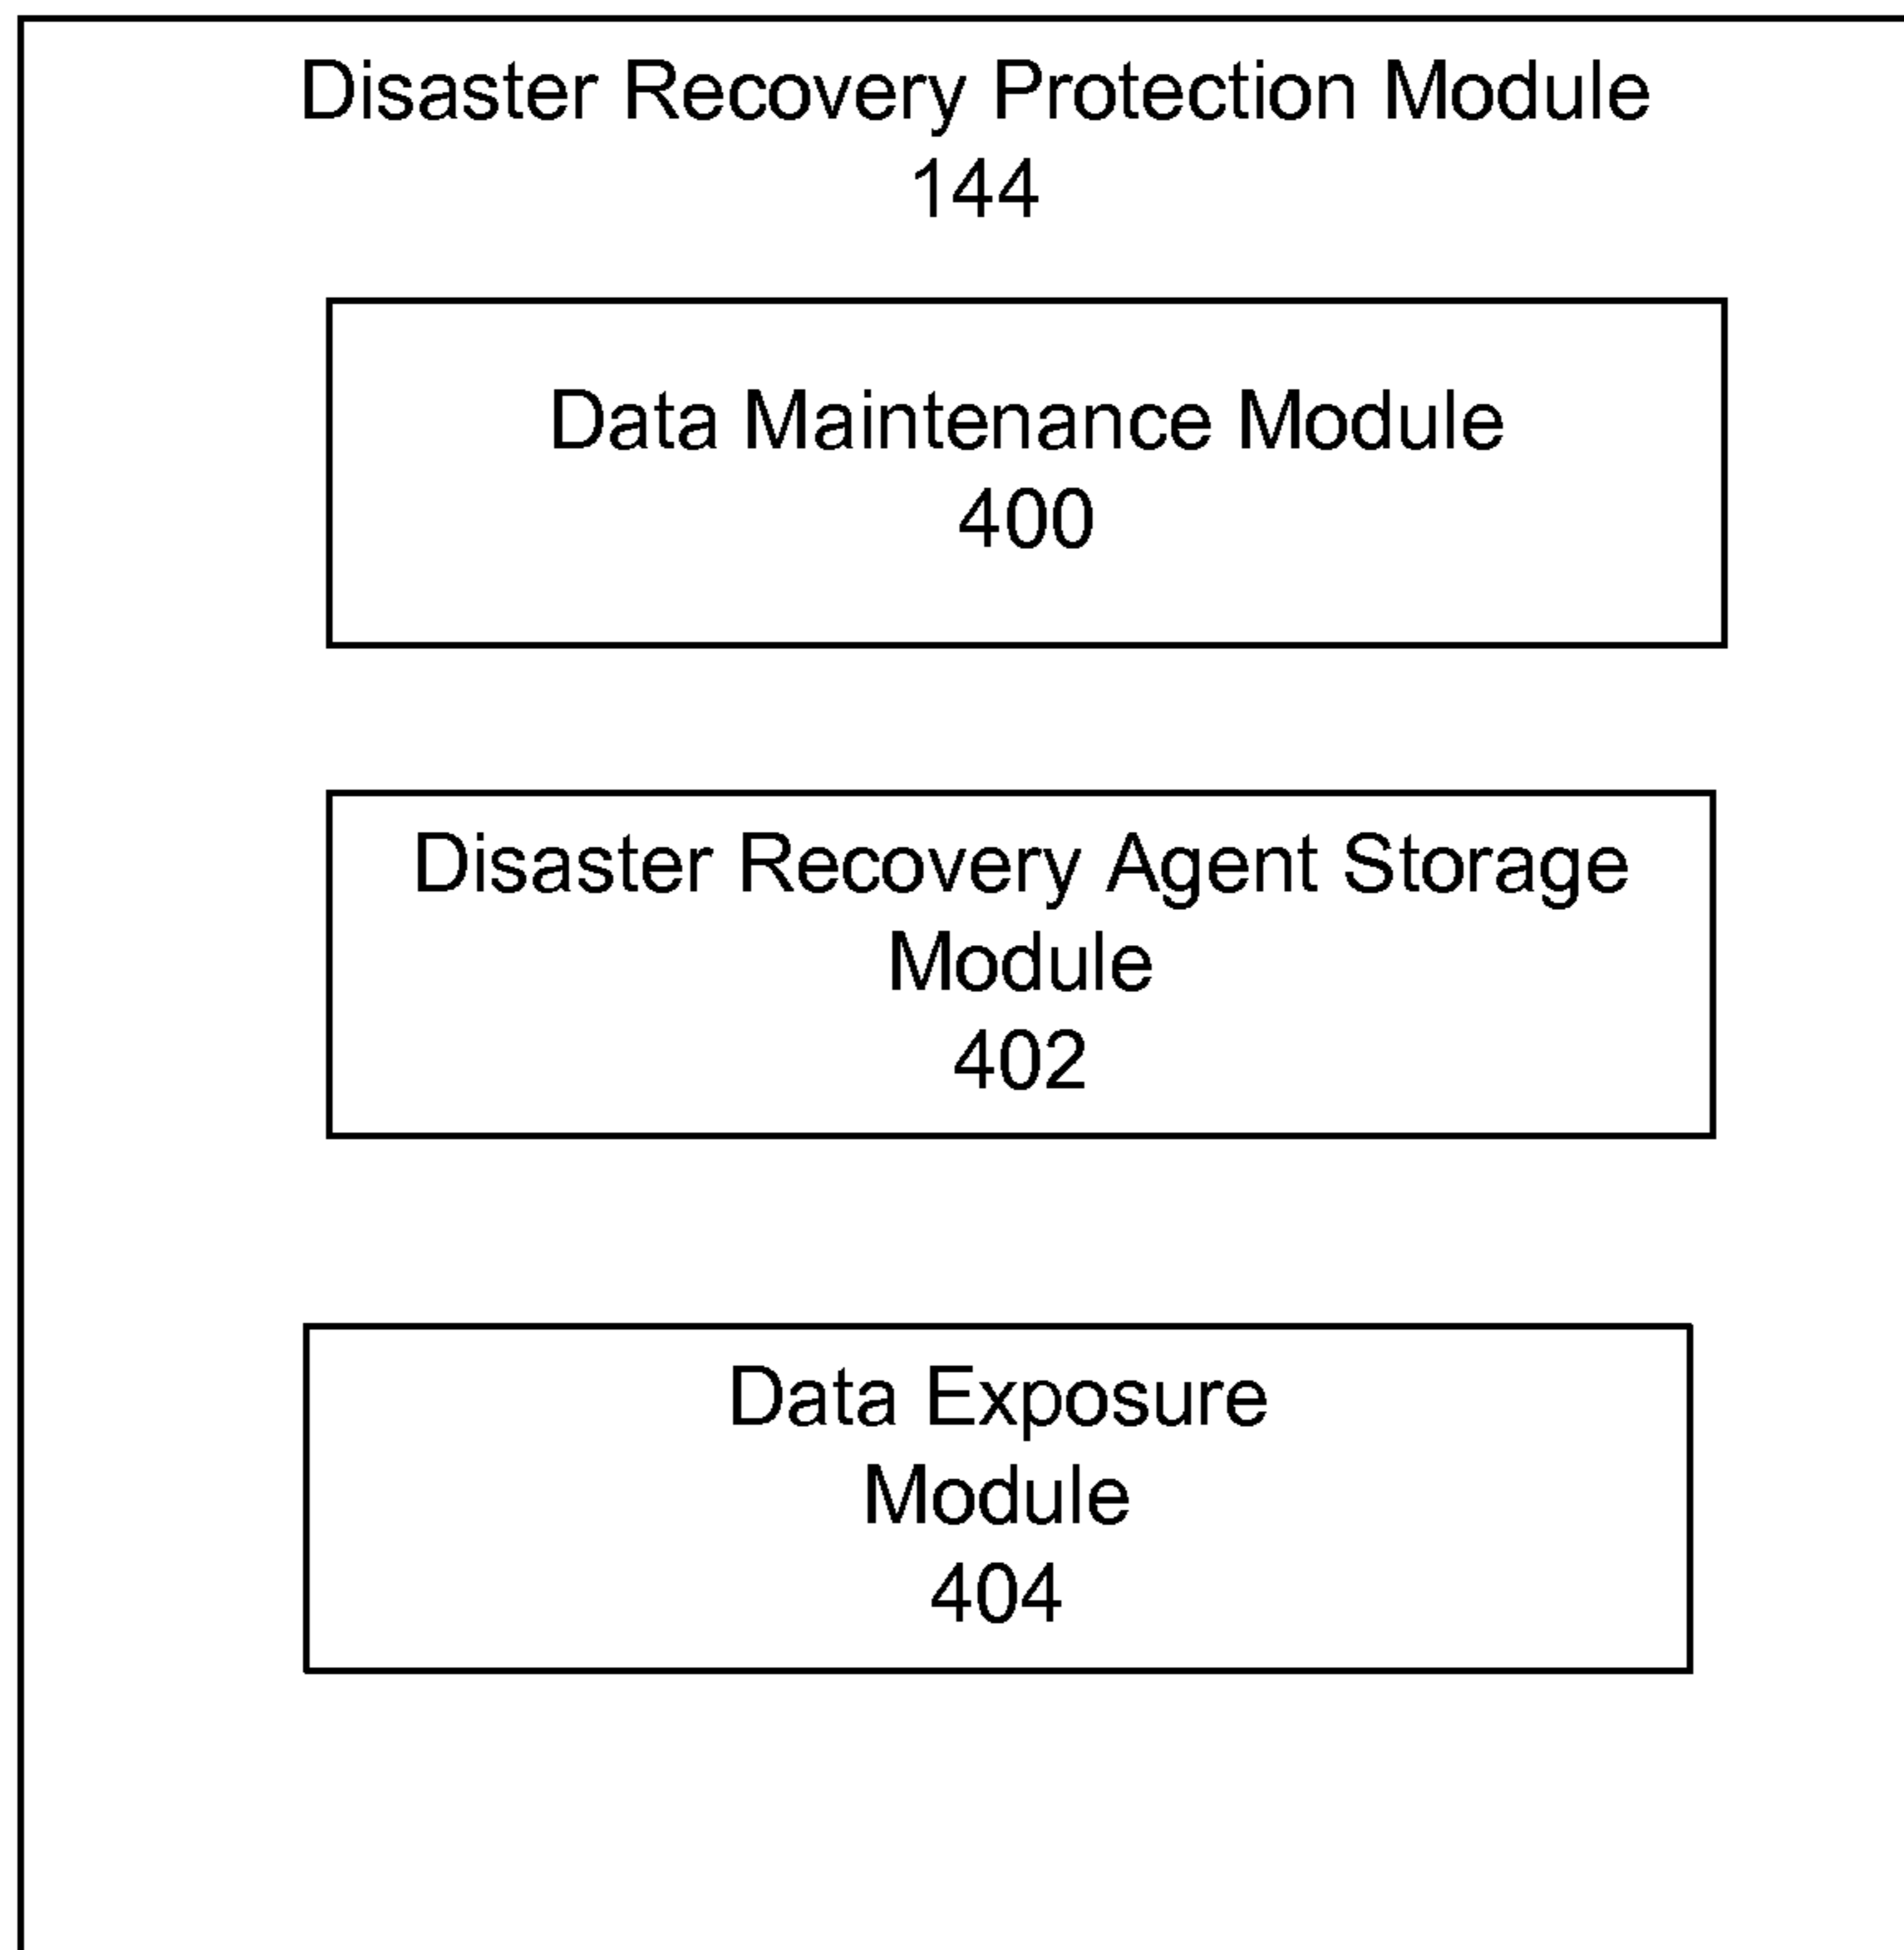 Disaster Recovery Protection Module
144
Data Maintenance Module
400
Disaster Recovery Agent Storage
Module
402
Data Exposure
Module
404